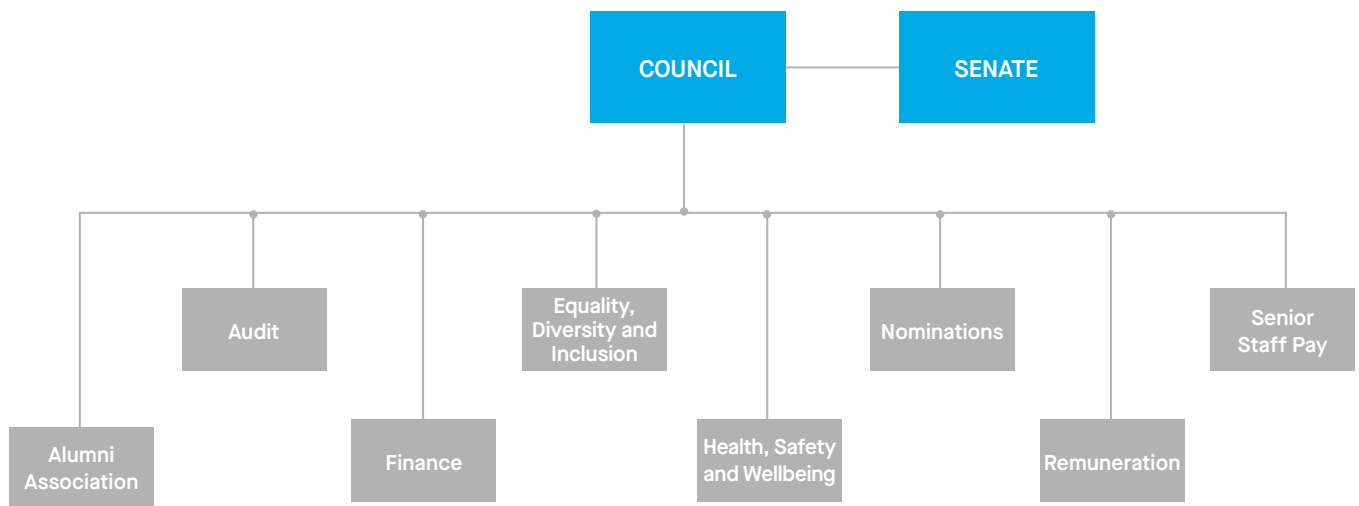 COUNCIL
SENATE
Audit
Equality,
Diversity and
Inclusion
Nominations
Senior
Staff Pay
Alumni
Association
Finance
Health, Safety
and Wellbeing
Remuneration